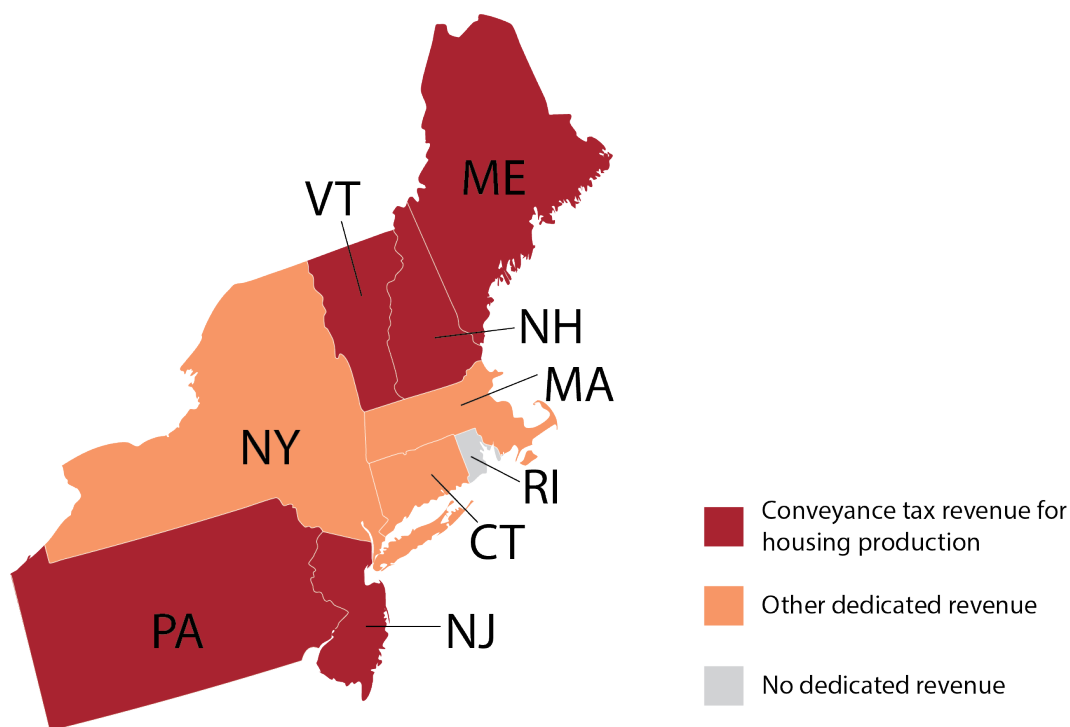 ME
VT
NH
MA
NY
RI
CT
PA
NJ
Conveyance tax revenue for
housing production
Other dedicated revenue
No dedicated revenue